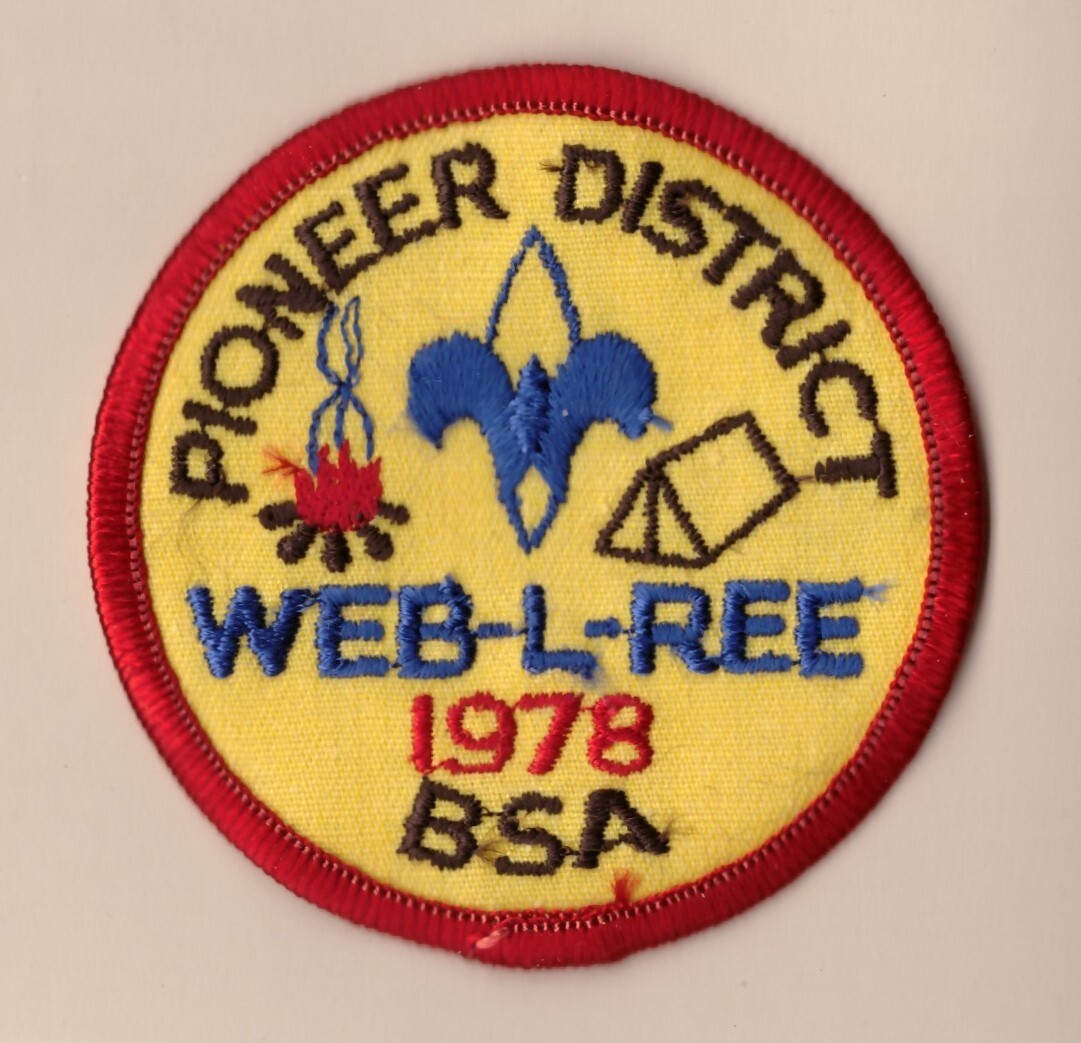 PIONEER DISTRICT
WEB-L-REE
1978
BSA